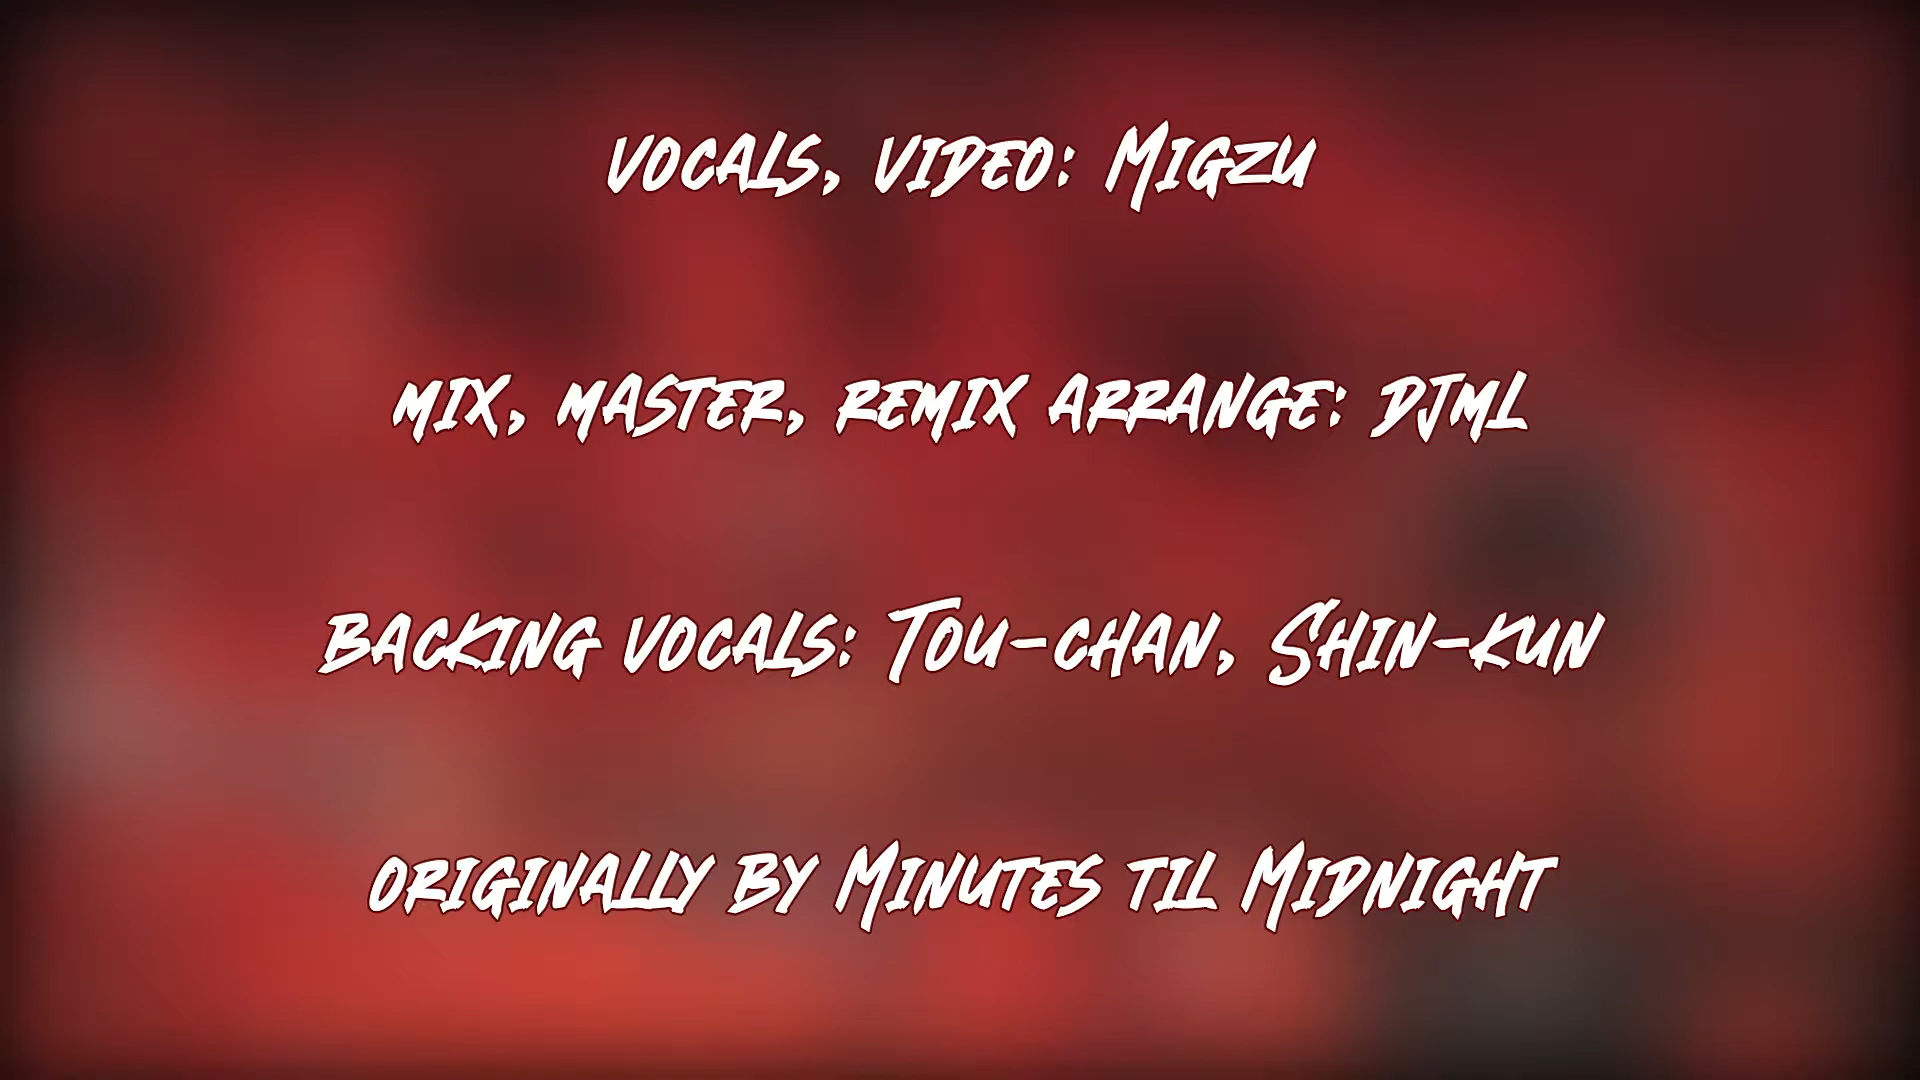 vocals, video: Migzu
mix, master, remix arrange: djml
backing vocals: Tou-chan, Shin-kun
originally by Minutes til Midnight